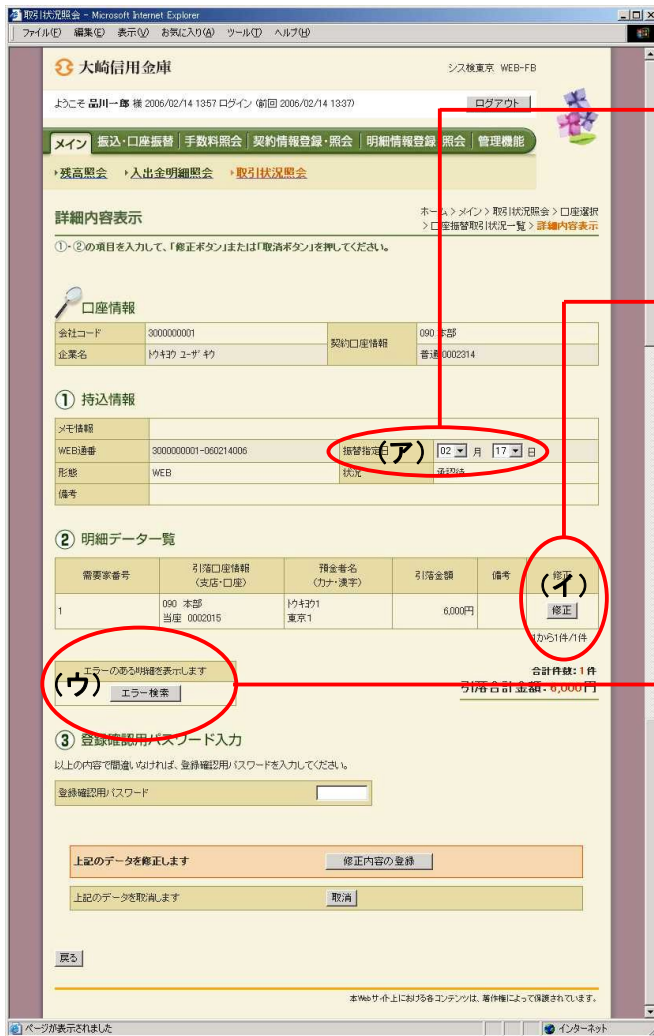 取引状況照会 - Microsoft Internet Explorer
ファイル(F) 編集(E) 表示(V) お気に入り(A) ツール(T) ヘルプ(H)
大崎信用金庫
シス検東京 WEB-FB
ようこそ 品川一郎 様 2006/02/14 1357 ログイン (前回 2006/02/14 1337)
ログアウト
メイン 振込・口座振替 手数料照会 契約情報登録・照会 明細情報登録・照会 管理機能
残高照会 入出金明細照会 取引状況照会
詳細内容表示
ホーム > メイン > 取引状況照会 > 口座選択
> 口座振替取引状況一覧 > 詳細内容表示
①・②の項目を入力して、「修正ボタン」または「取消ボタン」を押してください。
口座情報
会社コード 3000000001 契約口座情報 090 本部
企業名 トウキヨウ ユーザ キウ 普通 0002314
① 持込情報
メモ情報
WEB通番 3000000001-060214006 振替指定日 (ア) 02 月 17 日
形態 WEB 状況 承認待
備考
② 明細データ一覧
需要家番号 引落口座情報 (支店・口座) 預金者名 (カナ・漢字) 引落金額 備考 修正
(イ)
1 090 本部 トウキヨウ1 6,000円 修正
当座 0002015 東京1
1から1件/1件
エラーのある明細を表示します
(ウ) エラー検索
合計件数: 1 件
引落合計金額: 6,000 円
③ 登録確認用パスワード入力
以上の内容で間違いなければ、登録確認用パスワードを入力してください。
登録確認用パスワード
上記のデータを修正します 修正内容の登録
上記のデータを取消します 取消
戻る
本Webサイト上における各コンテンツは、著作権によって保護されています。
ページが表示されました
インターネット